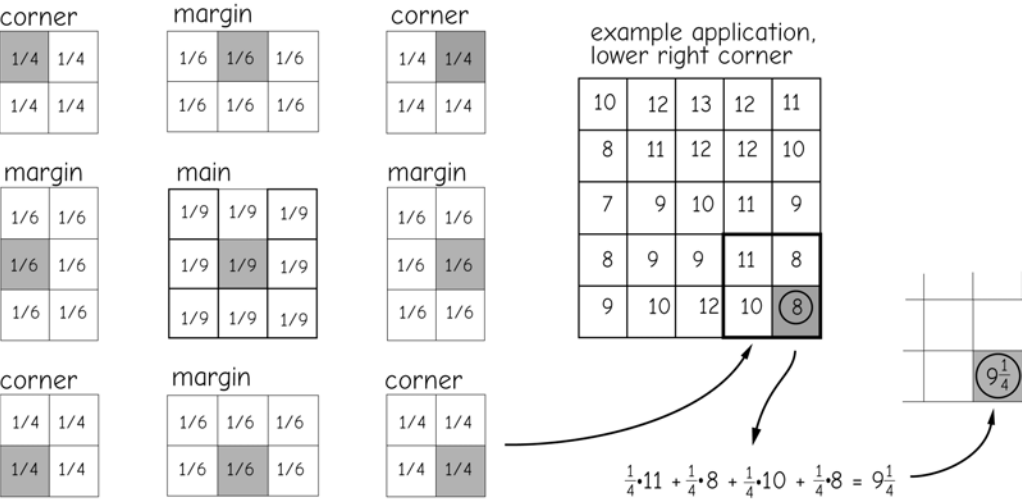 corner
1/4 1/4
1/4 1/4
margin
1/6 1/6 1/6
1/6 1/6 1/6
corner
1/4 1/4
1/4 1/4
margin
1/6 1/6
1/6 1/6
1/6 1/6
main
1/9 1/9 1/9
1/9 1/9 1/9
1/9 1/9 1/9
margin
1/6 1/6
1/6 1/6
1/6 1/6
corner
1/4 1/4
1/4 1/4
margin
1/6 1/6 1/6
1/6 1/6 1/6
corner
1/4 1/4
1/4 1/4
example application,
lower right corner
10 12 13 12 11
8 11 12 12 10
7 9 10 11 9
8 9 9 11 8
9 10 12 10 8
1/4•11 + 1/4•8 + 1/4•10 + 1/4•8 = 9 1/4
9 1/4